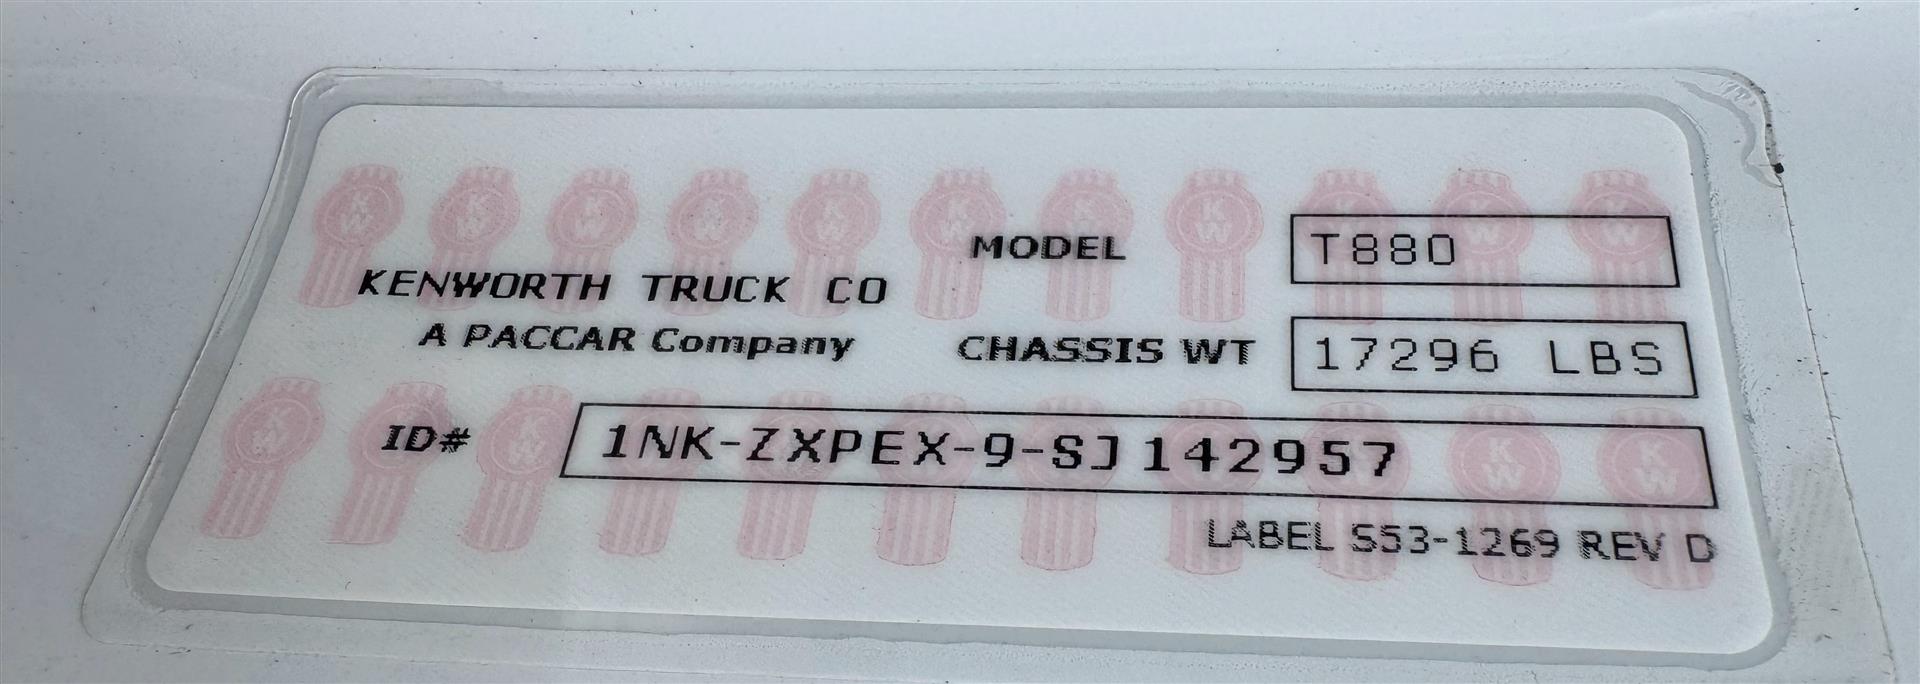 MODEL T880
KENWORTH TRUCK CO
A PACCAR Company
CHASSIS WT 17296 LBS
ID# 1NK-ZXPEX-9-SJ142957
LABEL S53-1269 REV D